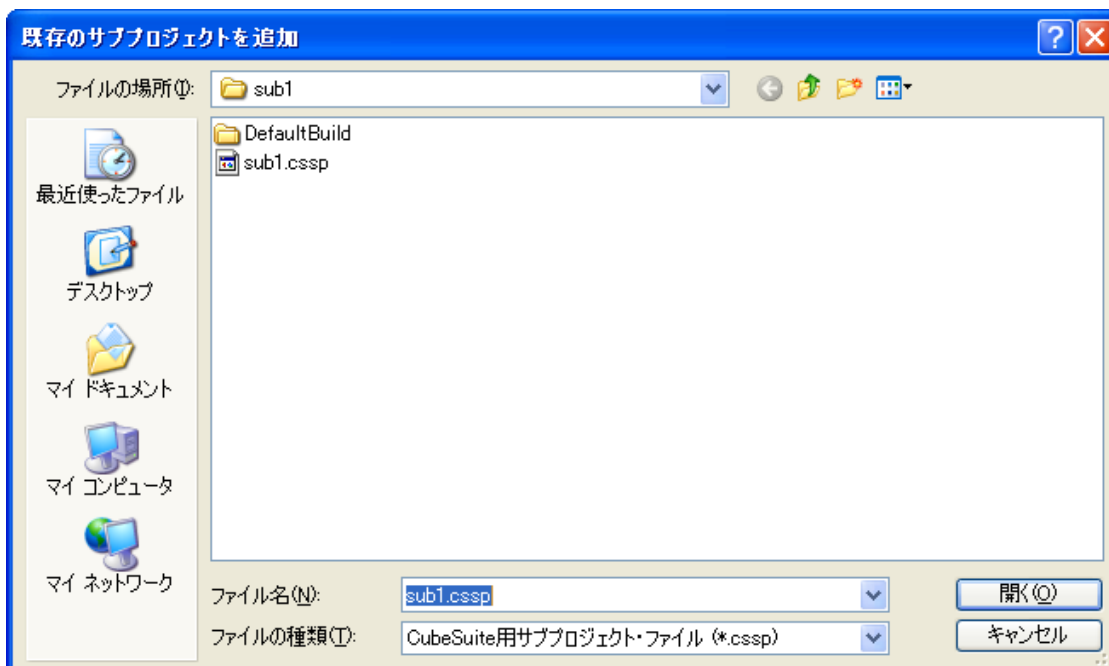 既存のサブプロジェクトを追加
ファイルの場所(I):
sub1
DefaultBuild
sub1.cssp
最近使ったファイル
デスクトップ
マイ ドキュメント
マイ コンピュータ
マイ ネットワーク
ファイル名(N):
sub1.cssp
開く(O)
ファイルの種類(T):
CubeSuite用サブプロジェクト・ファイル (*.cssp)
キャンセル